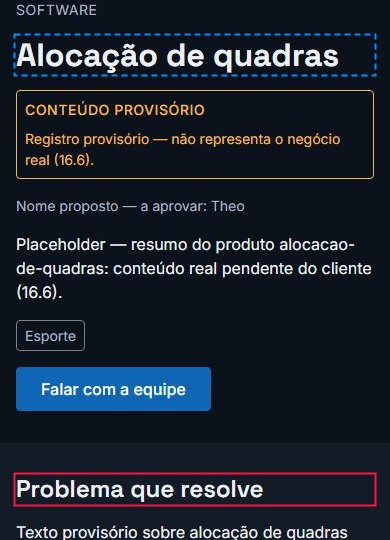 SOFTWARE
Alocação de quadras
CONTEÚDO PROVISÓRIO
Registro provisório — não representa o negócio
real (16.6).
Nome proposto — a aprovar: Theo
Placeholder — resumo do produto alocacao-
de-quadras: conteúdo real pendente do cliente
(16.6).
Esporte
Falar com a equipe
Problema que resolve
Texto provisório sobre alocação de quadras